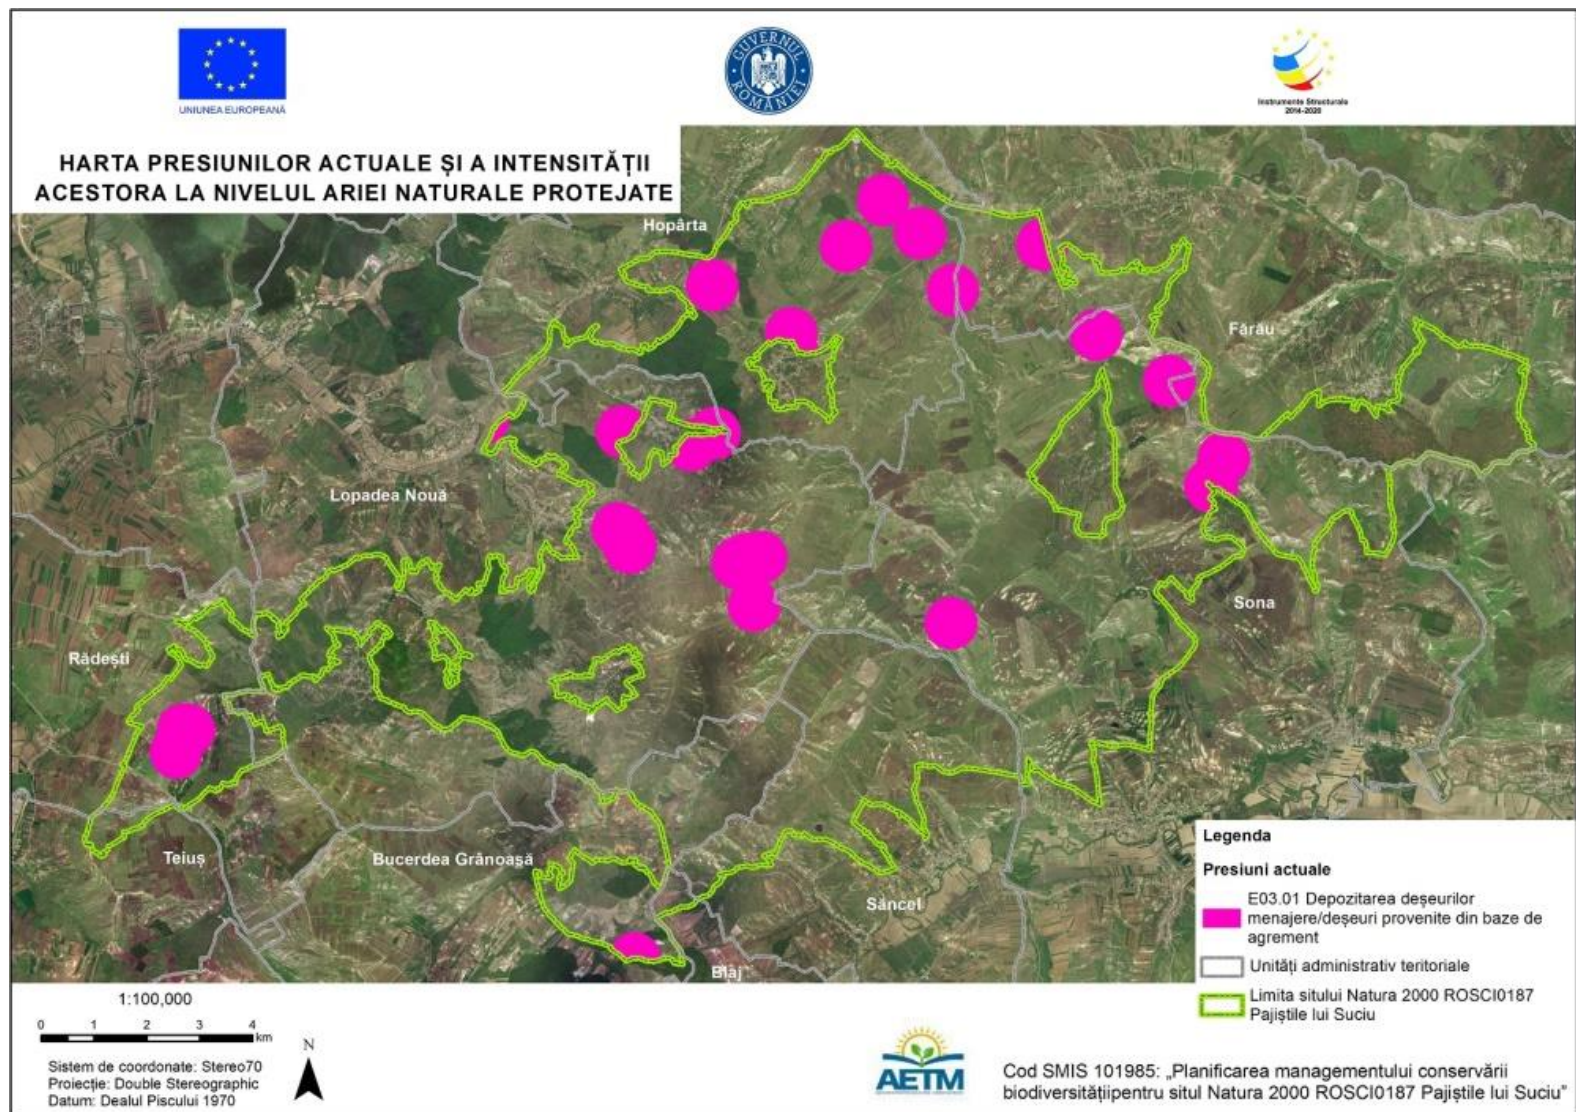 UNIUNEA EUROPEANĂ
GUVERNUL ROMÂNIEI
Instrumente Structurale
2014-2020
HARTA PRESIUNILOR ACTUALE ȘI A INTENSITĂȚII
ACESTORA LA NIVELUL ARIEI NATURALE PROTEJATE
Hopârta
Fărău
Lopadea Nouă
Sona
Rădești
Teiuș
Bucerdea Grânoasă
Sâncel
Blaj
Legenda
Presiuni actuale
E03.01 Depozitarea deșeurilor
menajere/deșeuri provenite din baze de
agrement
Unități administrativ teritoriale
Limita sitului Natura 2000 ROSCI0187
Pajiștile lui Suciu
1:100,000
0 1 2 3 4
km
N
Sistem de coordonate: Stereo70
Proiecție: Double Stereographic
Datum: Dealul Piscului 1970
AETM
Cod SMIS 101985: „Planificarea managementului conservării
biodiversitățiipentru situl Natura 2000 ROSCI0187 Pajiștile lui Suciu"